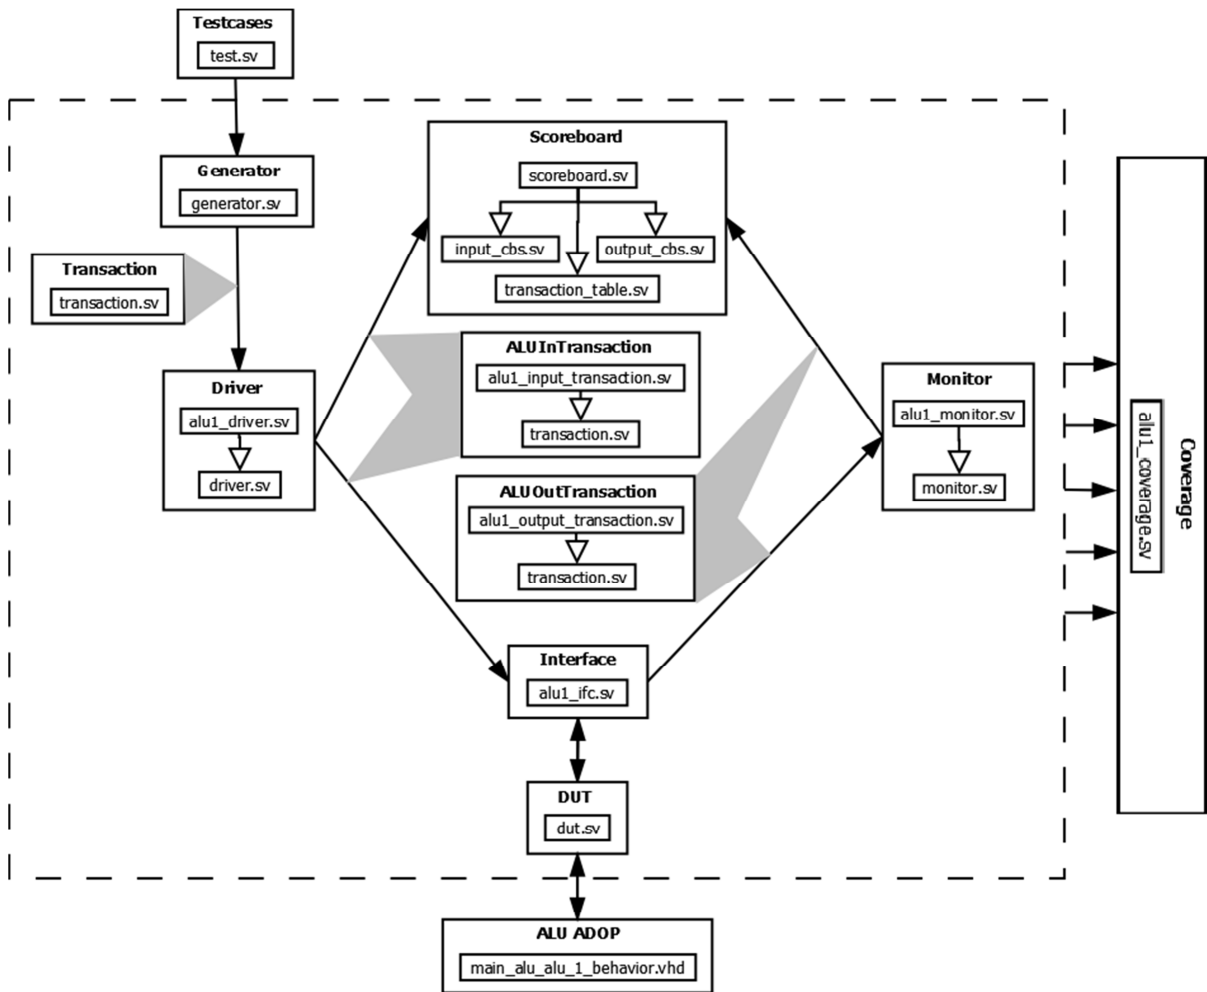 Testcases
test.sv
Generator
generator.sv
Transaction
transaction.sv
Driver
alu1_driver.sv
driver.sv
Scoreboard
scoreboard.sv
input_cbs.sv
output_cbs.sv
transaction_table.sv
ALUInTransaction
alu1_input_transaction.sv
transaction.sv
ALUOutTransaction
alu1_output_transaction.sv
transaction.sv
Monitor
alu1_monitor.sv
monitor.sv
Interface
alu1_ifc.sv
DUT
dut.sv
ALU ADOP
main_alu_alu_1_behavior.vhd
Coverage
alu1_coverage.sv